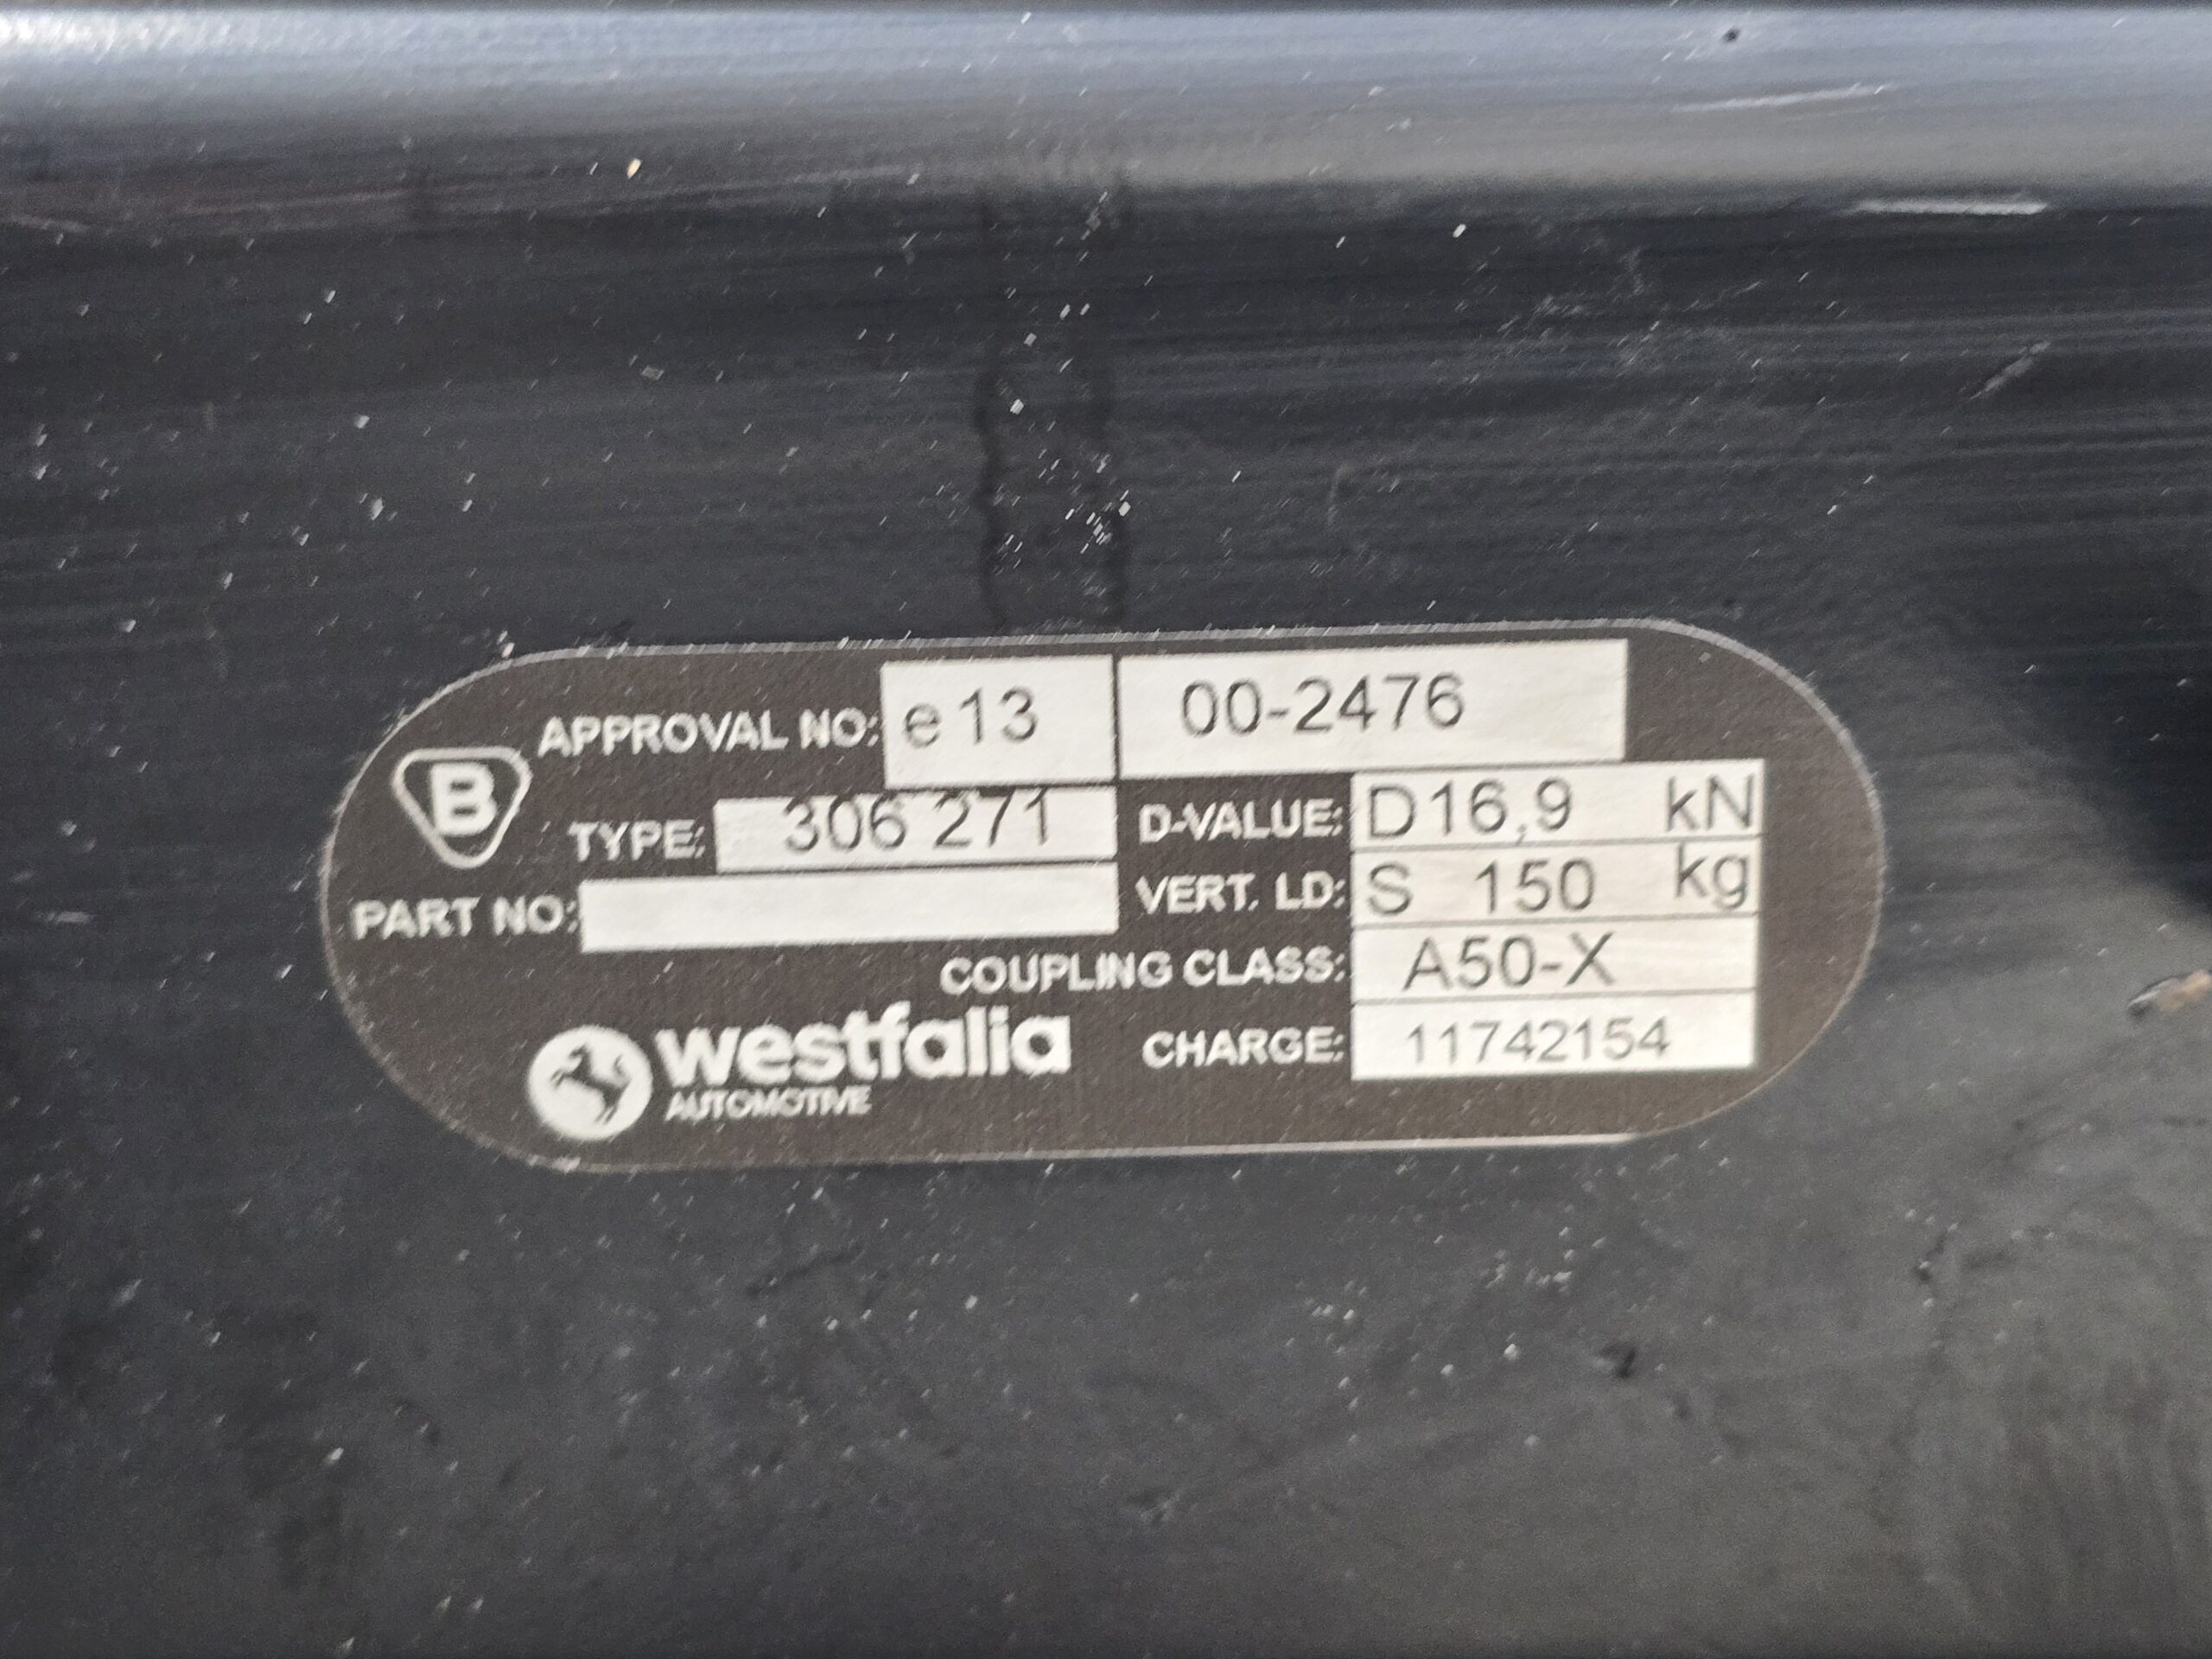 APPROVAL NO: e13 00-2476
B
TYPE: 306 271 D-VALUE: D16,9 kN
PART NO: VERT. LD: S 150 kg
COUPLING CLASS: A50-X
westfalia CHARGE: 11742154
AUTOMOTIVE